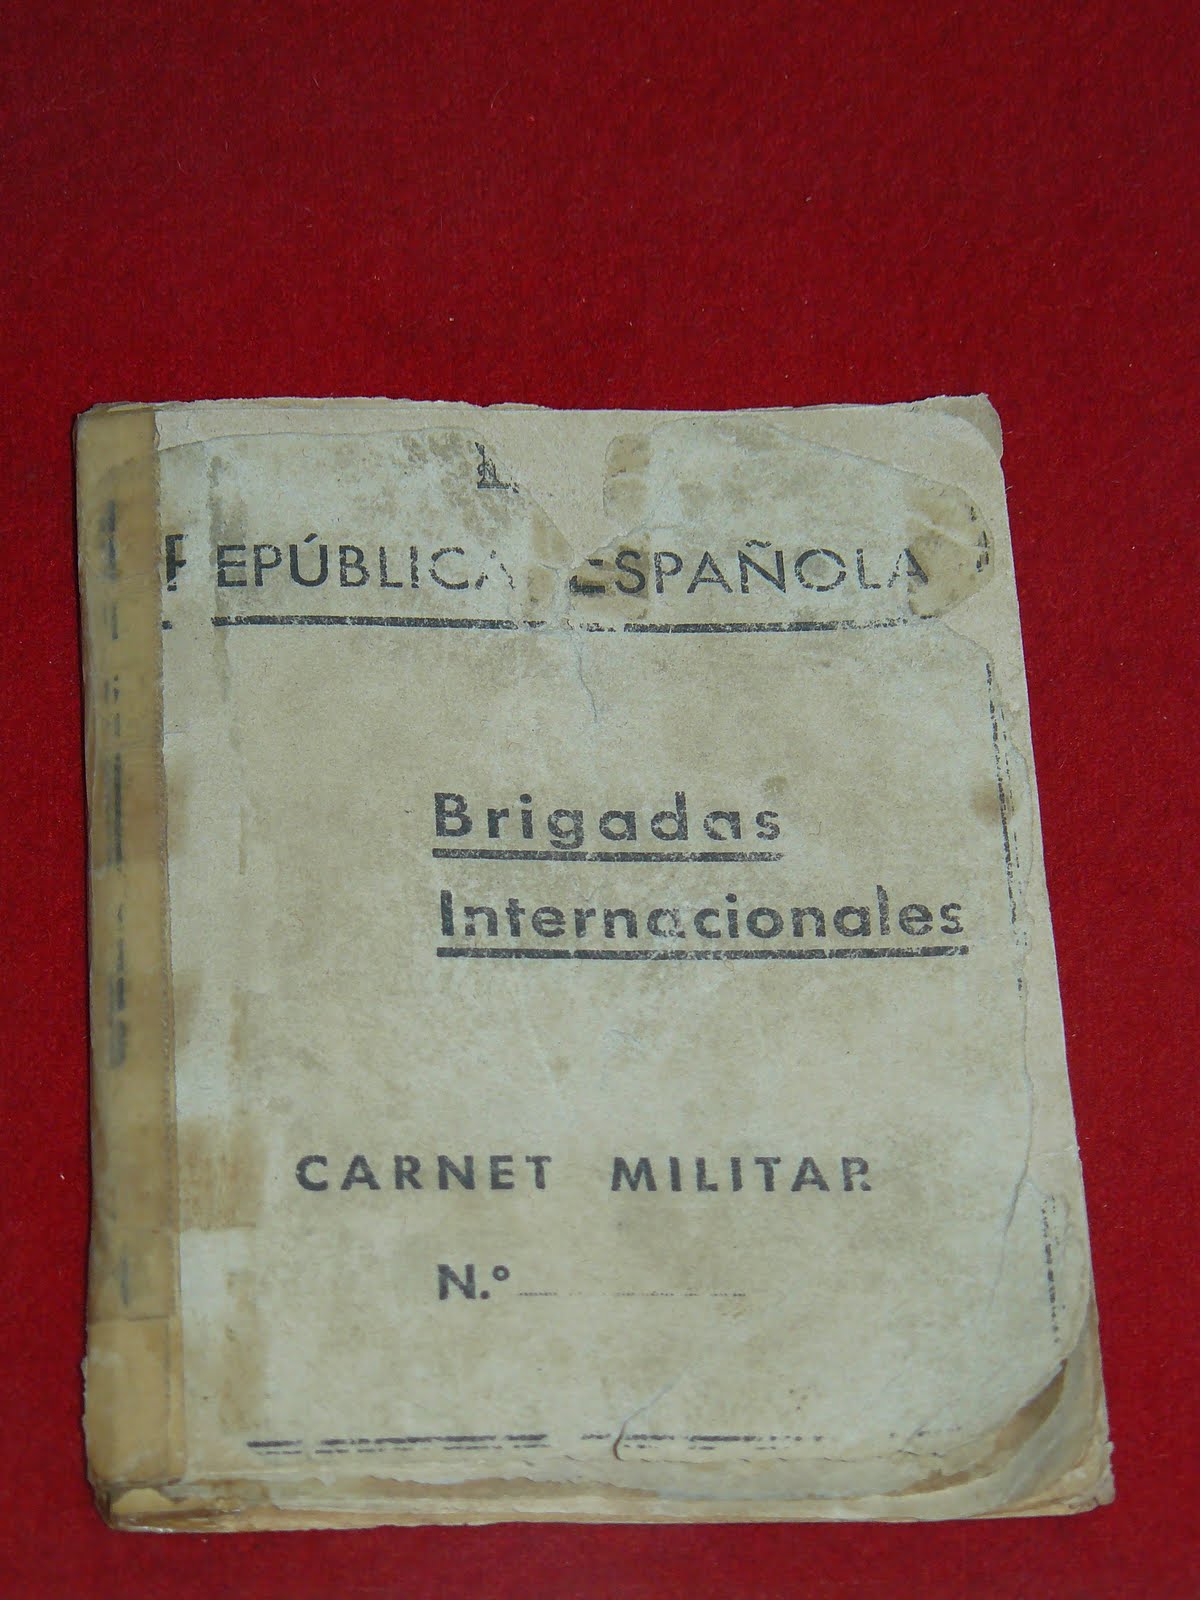 REPÚBLICA ESPAÑOLA
Brigadas
Internacionales
CARNET MILITAR
N.º